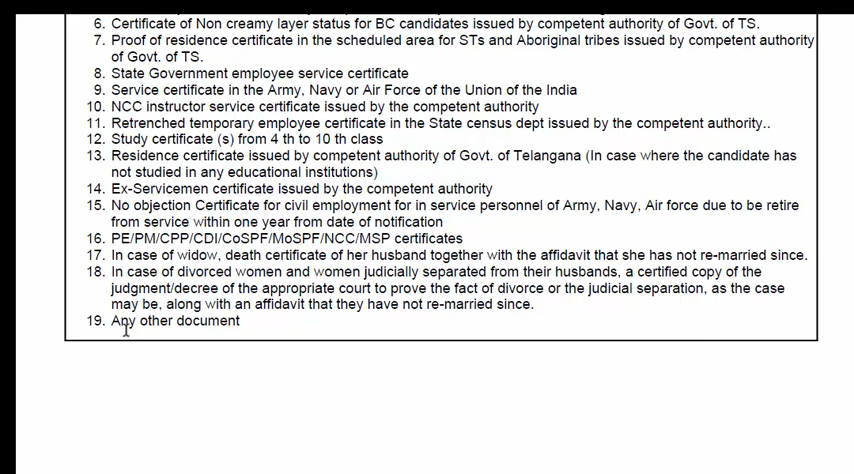 6. Certificate of Non creamy layer status for BC candidates issued by competent authority of Govt. of TS.
7. Proof of residence certificate in the scheduled area for STs and Aboriginal tribes issued by competent authority
of Govt. of TS.
8. State Government employee service certificate
9. Service certificate in the Army, Navy or Air Force of the Union of the India
10. NCC instructor service certificate issued by the competent authority
11. Retrenched temporary employee certificate in the State census dept issued by the competent authority..
12. Study certificate (s) from 4 th to 10 th class
13. Residence certificate issued by competent authority of Govt. of Telangana (In case where the candidate has
not studied in any educational institutions)
14. Ex-Servicemen certificate issued by the competent authority
15. No objection Certificate for civil employment for in service personnel of Army, Navy, Air force due to be retire
from service within one year from date of notification
16. PE/PM/CPP/CDI/CoSPF/MoSPF/NCC/MSP certificates
17. In case of widow, death certificate of her husband together with the affidavit that she has not re-married since.
18. In case of divorced women and women judicially separated from their husbands, a certified copy of the
judgment/decree of the appropriate court to prove the fact of divorce or the judicial separation, as the case
may be, along with an affidavit that they have not re-married since.
19. Any other document